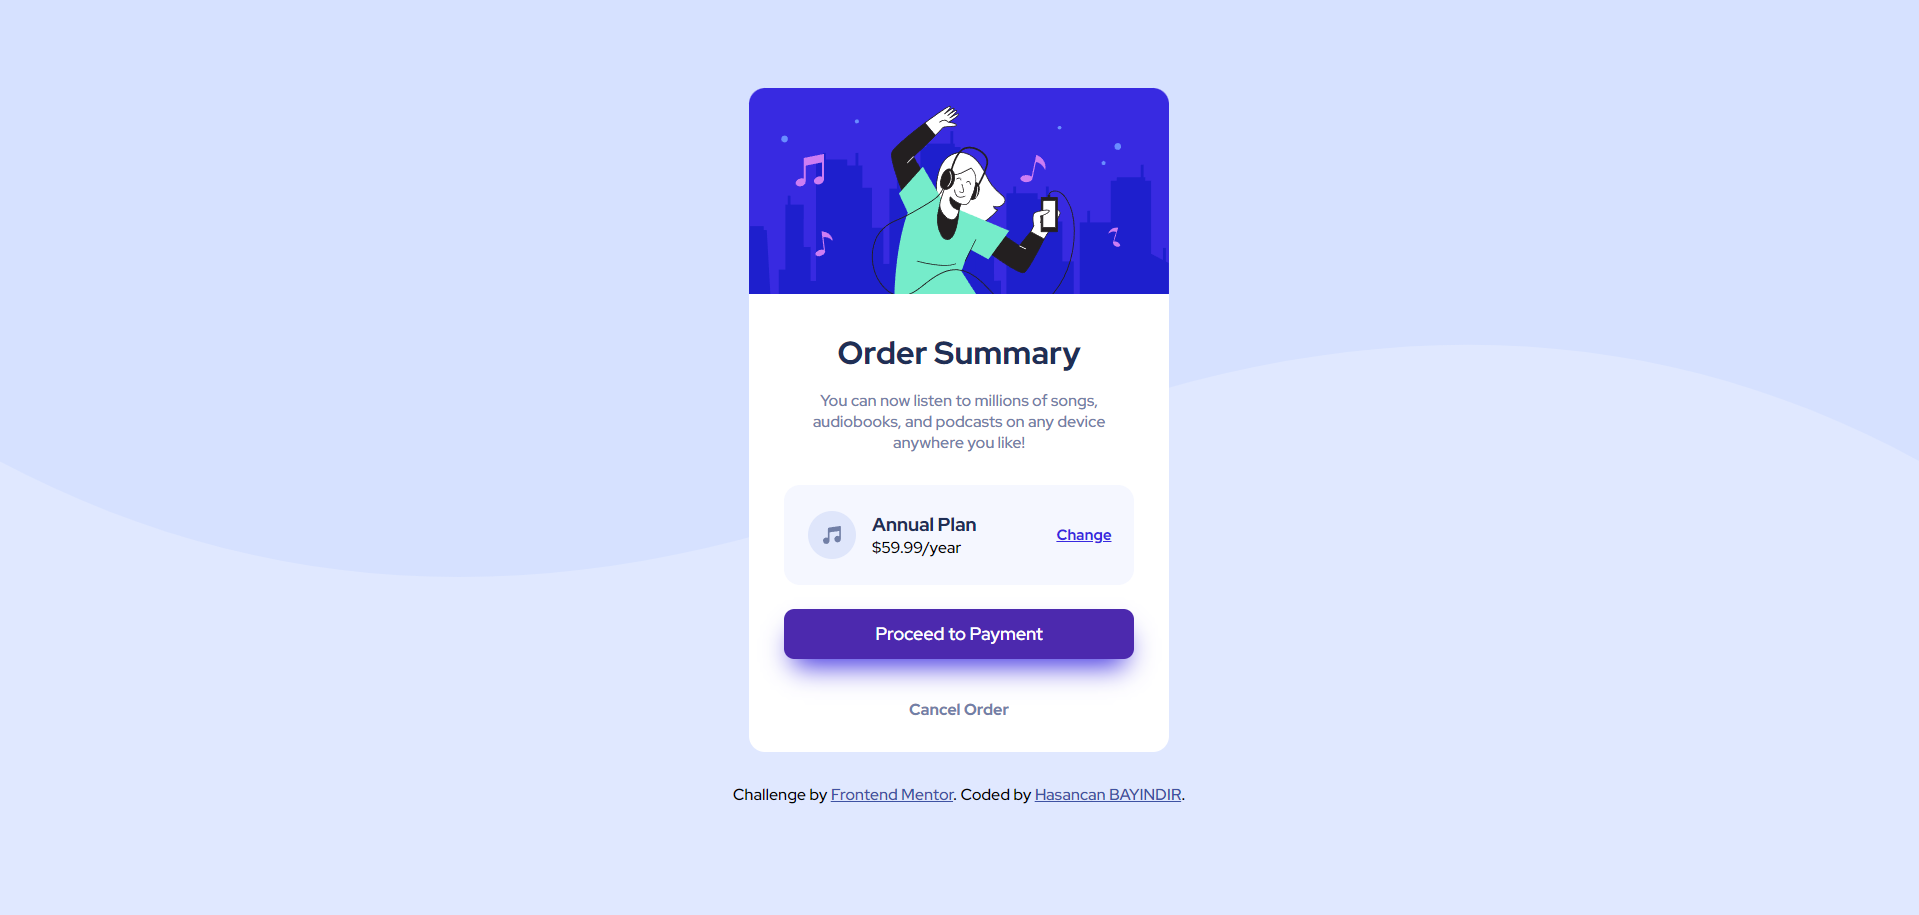 Order Summary
You can now listen to millions of songs,
audiobooks, and podcasts on any device
anywhere you like!
Annual Plan
$59.99/year
Change
Proceed to Payment
Cancel Order
Challenge by Frontend Mentor. Coded by Hasancan BAYINDIR.